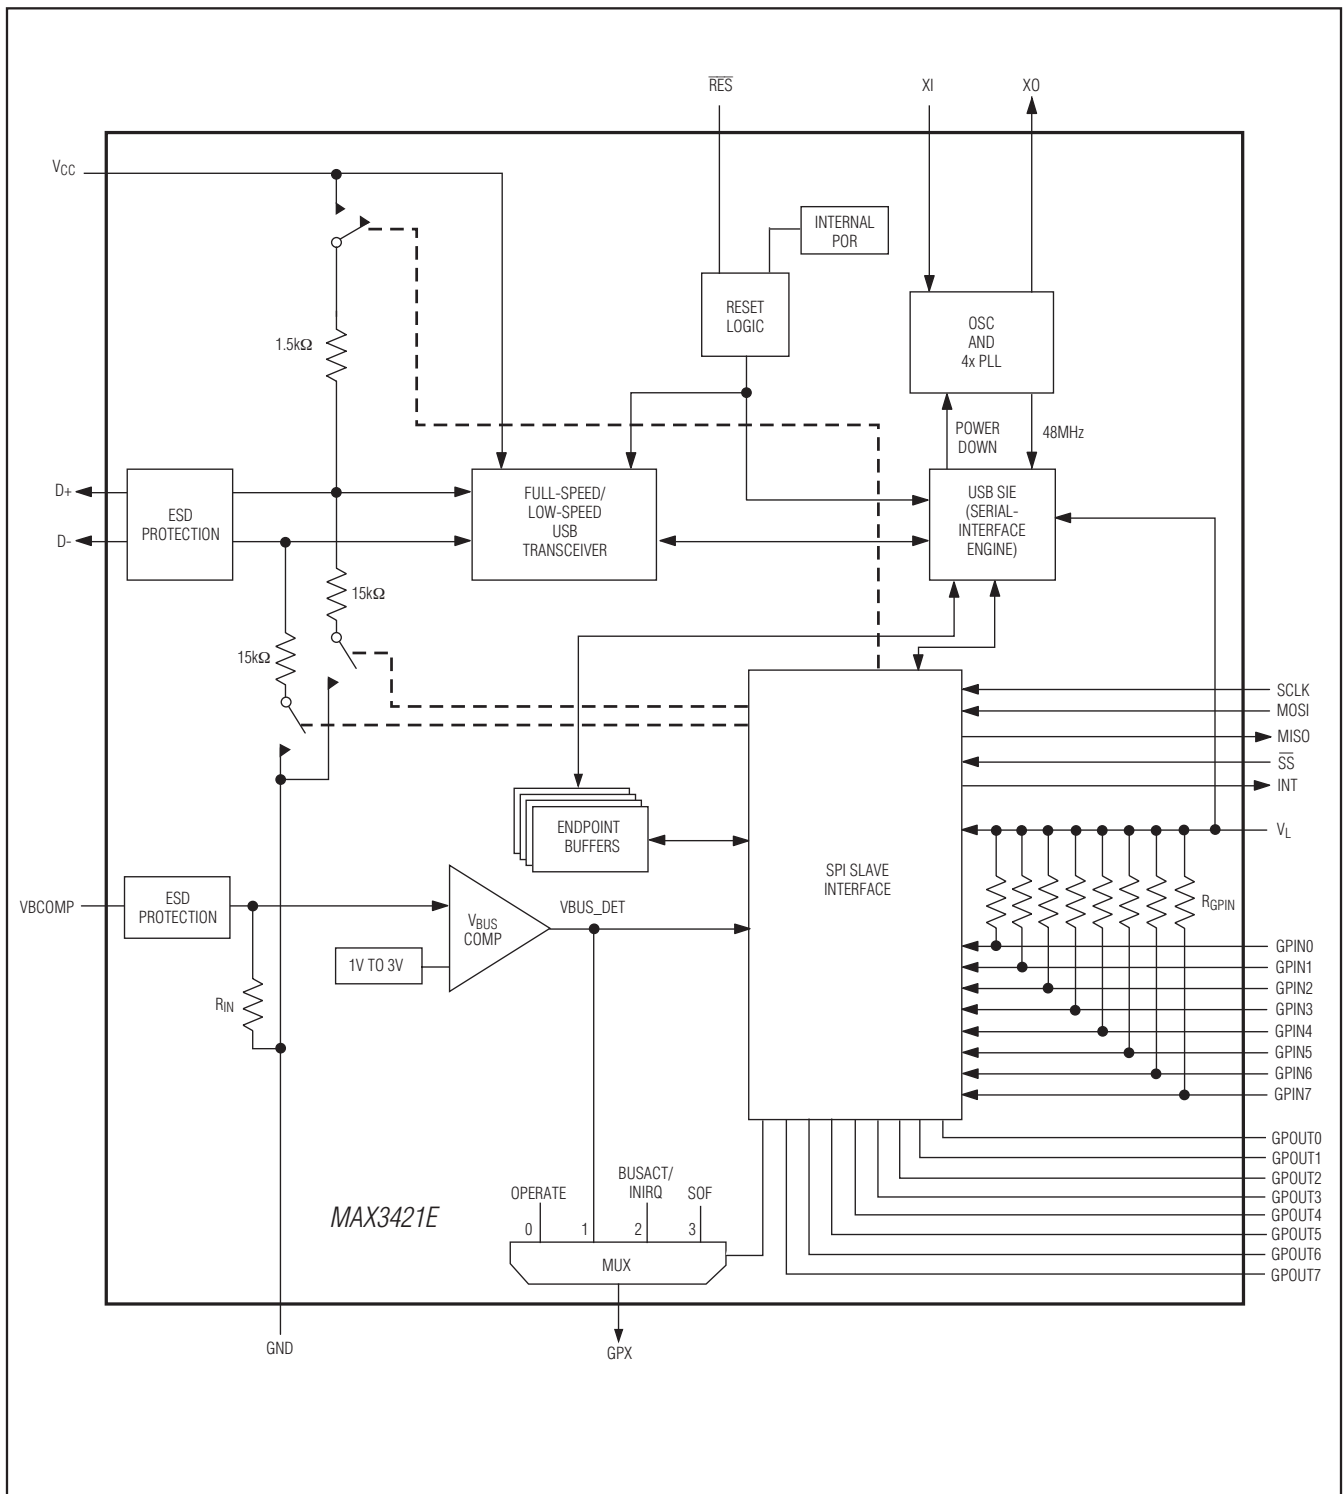 RES
XI
XO
VCC
INTERNAL
POR
RESET
LOGIC
OSC
AND
4x PLL
1.5kΩ
POWER
DOWN
48MHz
D+
D-
ESD
PROTECTION
FULL-SPEED/
LOW-SPEED
USB
TRANSCEIVER
USB SIE
(SERIAL-
INTERFACE
ENGINE)
15kΩ
15kΩ
SCLK
MOSI
MISO
SS
INT
VL
ENDPOINT
BUFFERS
SPI SLAVE
INTERFACE
RGPIN
VBCOMP
ESD
PROTECTION
VBUS
COMP
VBUS_DET
1V TO 3V
RIN
GPIN0
GPIN1
GPIN2
GPIN3
GPIN4
GPIN5
GPIN6
GPIN7
GPOUT0
GPOUT1
GPOUT2
GPOUT3
GPOUT4
GPOUT5
GPOUT6
GPOUT7
MAX3421E
OPERATE
BUSACT/
INIRQ
SOF
0
1
2
3
MUX
GND
GPX